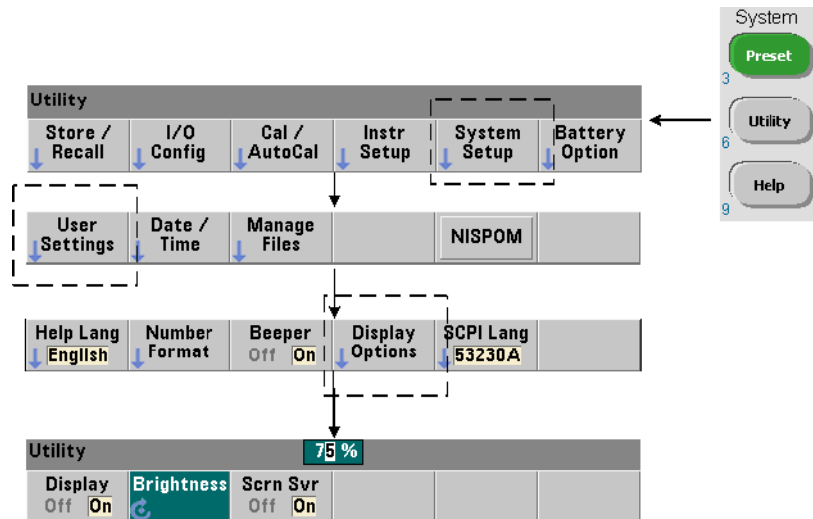 System
Preset
3
Utility
6
Help
9
Utility
Store /
Recall
I/O
Config
Cal /
AutoCal
Instr
Setup
System
Setup
Battery
Option
User
Settings
Date /
Time
Manage
Files
NISPOM
Help Lang
English
Number
Format
Beeper
Off On
Display
Options
SCPI Lang
53230A
Utility
75 %
Display
Off On
Brightness
Scrn Svr
Off On